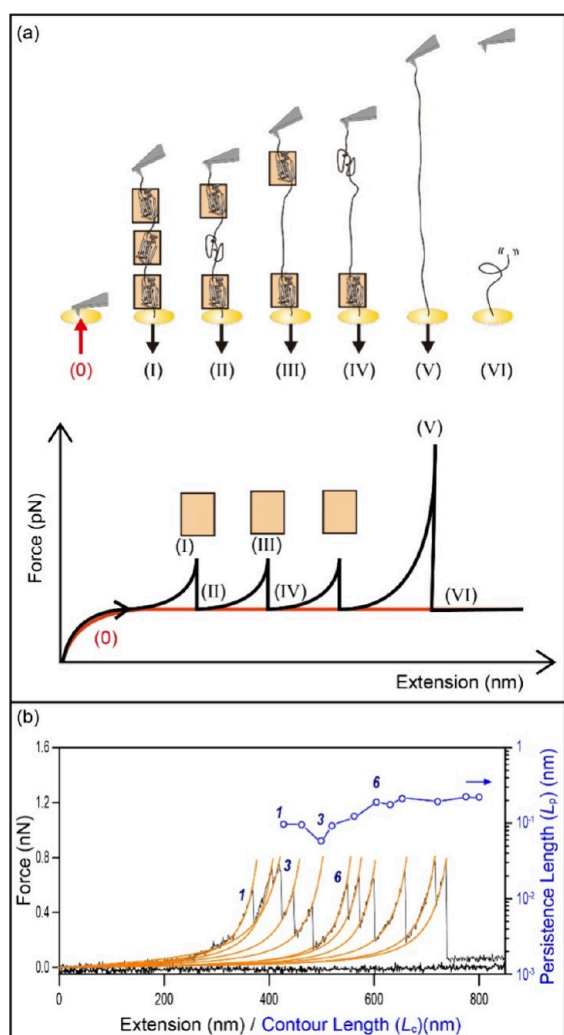 (a)
(0) (I) (II) (III) (IV) (V) (VI)
(V)
(I) (III)
(II) (IV) (VI)
(0)
Force (pN)
Extension (nm)
(b)
1.6
1.2
0.8
0.4
0.0
Force (nN)
1 3 6
1 3 6
1
10⁻¹
10⁻²
10⁻³
Persistence Length (Lₚ) (nm)
0 200 400 600 800
Extension (nm) / Contour Length (L꜀)(nm)